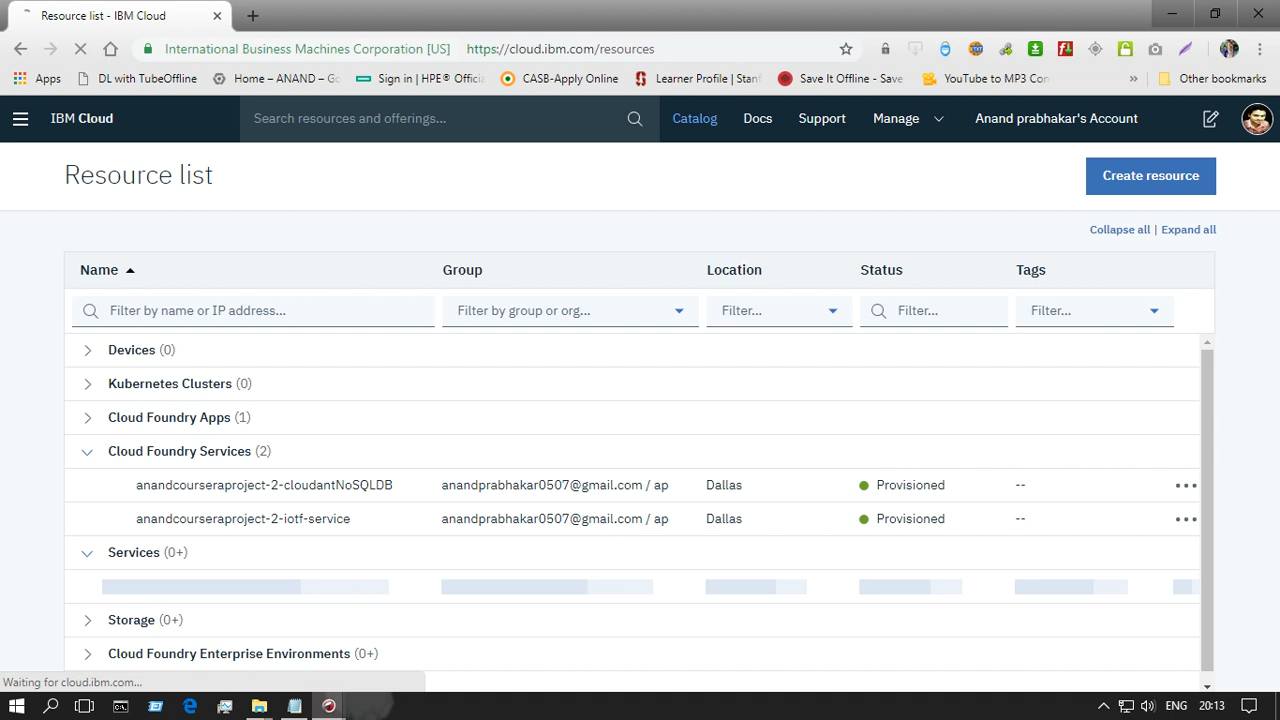 Resource list - IBM Cloud
International Business Machines Corporation [US] https://cloud.ibm.com/resources
Apps DL with TubeOffline Home – ANAND – Go Sign in | HPE® Offici CASB-Apply Online Learner Profile | Stanf Save It Offline - Save YouTube to MP3 Con » Other bookmarks
IBM Cloud Search resources and offerings... Catalog Docs Support Manage Anand prabhakar's Account
Resource list Create resource
Collapse all | Expand all
Name Group Location Status Tags
Filter by name or IP address... Filter by group or org... Filter... Filter... Filter...
Devices (0)
Kubernetes Clusters (0)
Cloud Foundry Apps (1)
Cloud Foundry Services (2)
anandcourseraproject-2-cloudantNoSQLDB anandprabhakar0507@gmail.com / ap Dallas Provisioned --
anandcourseraproject-2-iotf-service anandprabhakar0507@gmail.com / ap Dallas Provisioned --
Services (0+)
Storage (0+)
Cloud Foundry Enterprise Environments (0+)
Waiting for cloud.ibm.com...
ENG 20:13